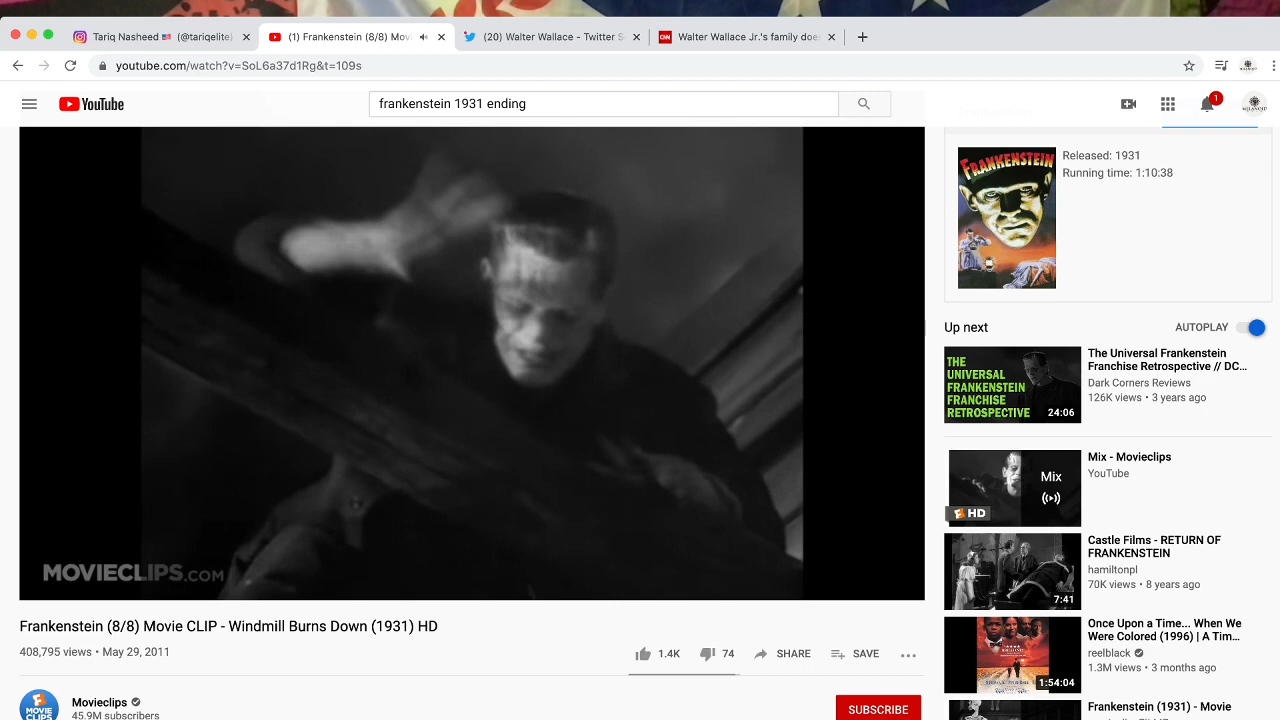 Tariq Nasheed 🇺🇸 (@tariqelite)
(1) Frankenstein (8/8) Movi
(20) Walter Wallace - Twitter S
CNN
Walter Wallace Jr.'s family doe
youtube.com/watch?v=SoL6a37d1Rg&t=109s
YouTube
frankenstein 1931 ending
1
FRANKENSTEIN
Released: 1931
Running time: 1:10:38
MOVIECLIPS.COM
Up next
AUTOPLAY
THE UNIVERSAL FRANKENSTEIN FRANCHISE RETROSPECTIVE
24:06
The Universal Frankenstein
Franchise Retrospective // DC...
Dark Corners Reviews
126K views • 3 years ago
Mix
HD
Mix - Movieclips
YouTube
7:41
Castle Films - RETURN OF
FRANKENSTEIN
hamiltonpl
70K views • 8 years ago
1:54:04
Once Upon a Time... When We
Were Colored (1996) | A Tim...
reelblack
1.3M views • 3 months ago
Frankenstein (1931) - Movie
Frankenstein (8/8) Movie CLIP - Windmill Burns Down (1931) HD
408,795 views • May 29, 2011
1.4K
74
SHARE
SAVE
MOVIE
CLIPS
Movieclips
45.9M subscribers
SUBSCRIBE